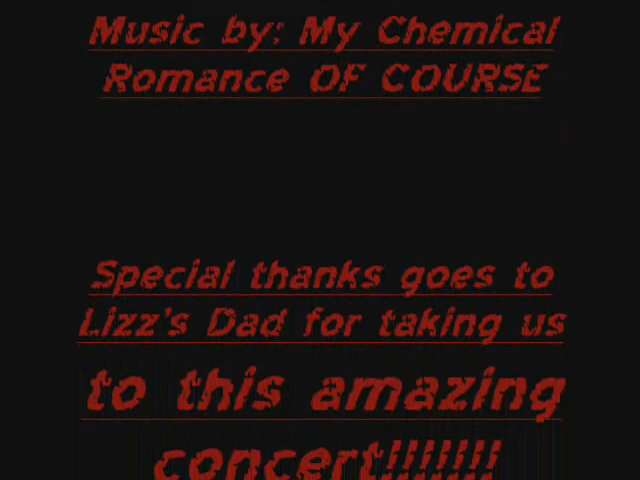 Music by: My Chemical
Romance OF COURSE
Special thanks goes to
Lizz's Dad for taking us
to this amazing
concert!!!!!!!